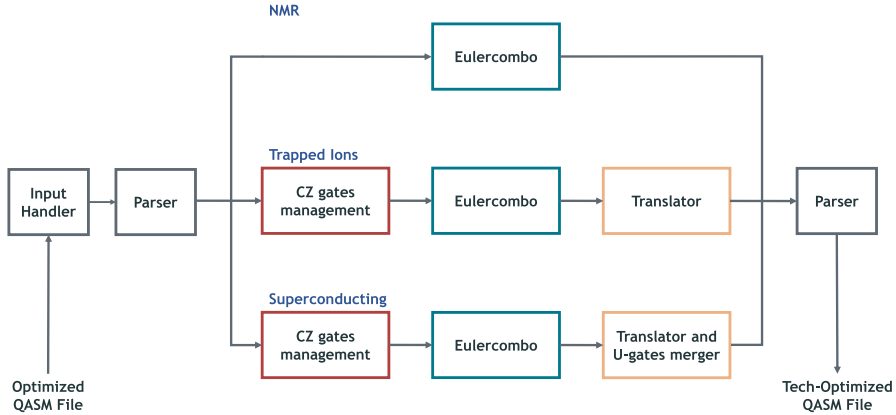 NMR
Eulercombo
Trapped Ions
Input
Handler
Parser
CZ gates
management
Eulercombo
Translator
Parser
Superconducting
CZ gates
management
Eulercombo
Translator and
U-gates merger
Optimized
QASM File
Tech-Optimized
QASM File